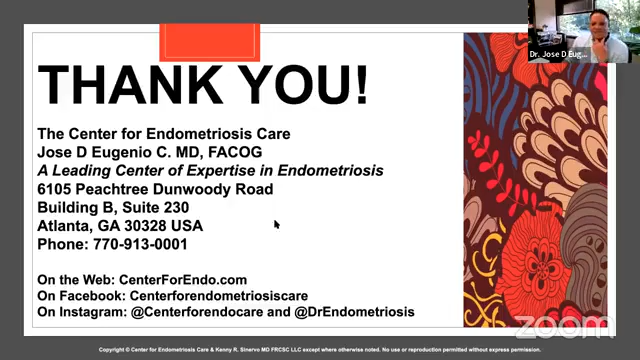 Dr. Jose D Eug...
THANK YOU!
The Center for Endometriosis Care
Jose D Eugenio C. MD, FACOG
A Leading Center of Expertise in Endometriosis
6105 Peachtree Dunwoody Road
Building B, Suite 230
Atlanta, GA 30328 USA
Phone: 770-913-0001
On the Web: CenterForEndo.com
On Facebook: Centerforendometriosiscare
On Instagram: @Centerforendocare and @DrEndometriosis
zoom
Copyright © Center for Endometriosis Care & Kenny R. Sinervo MD FRCSC LLC except where otherwise noted. No use or reproduction permitted without express permission.